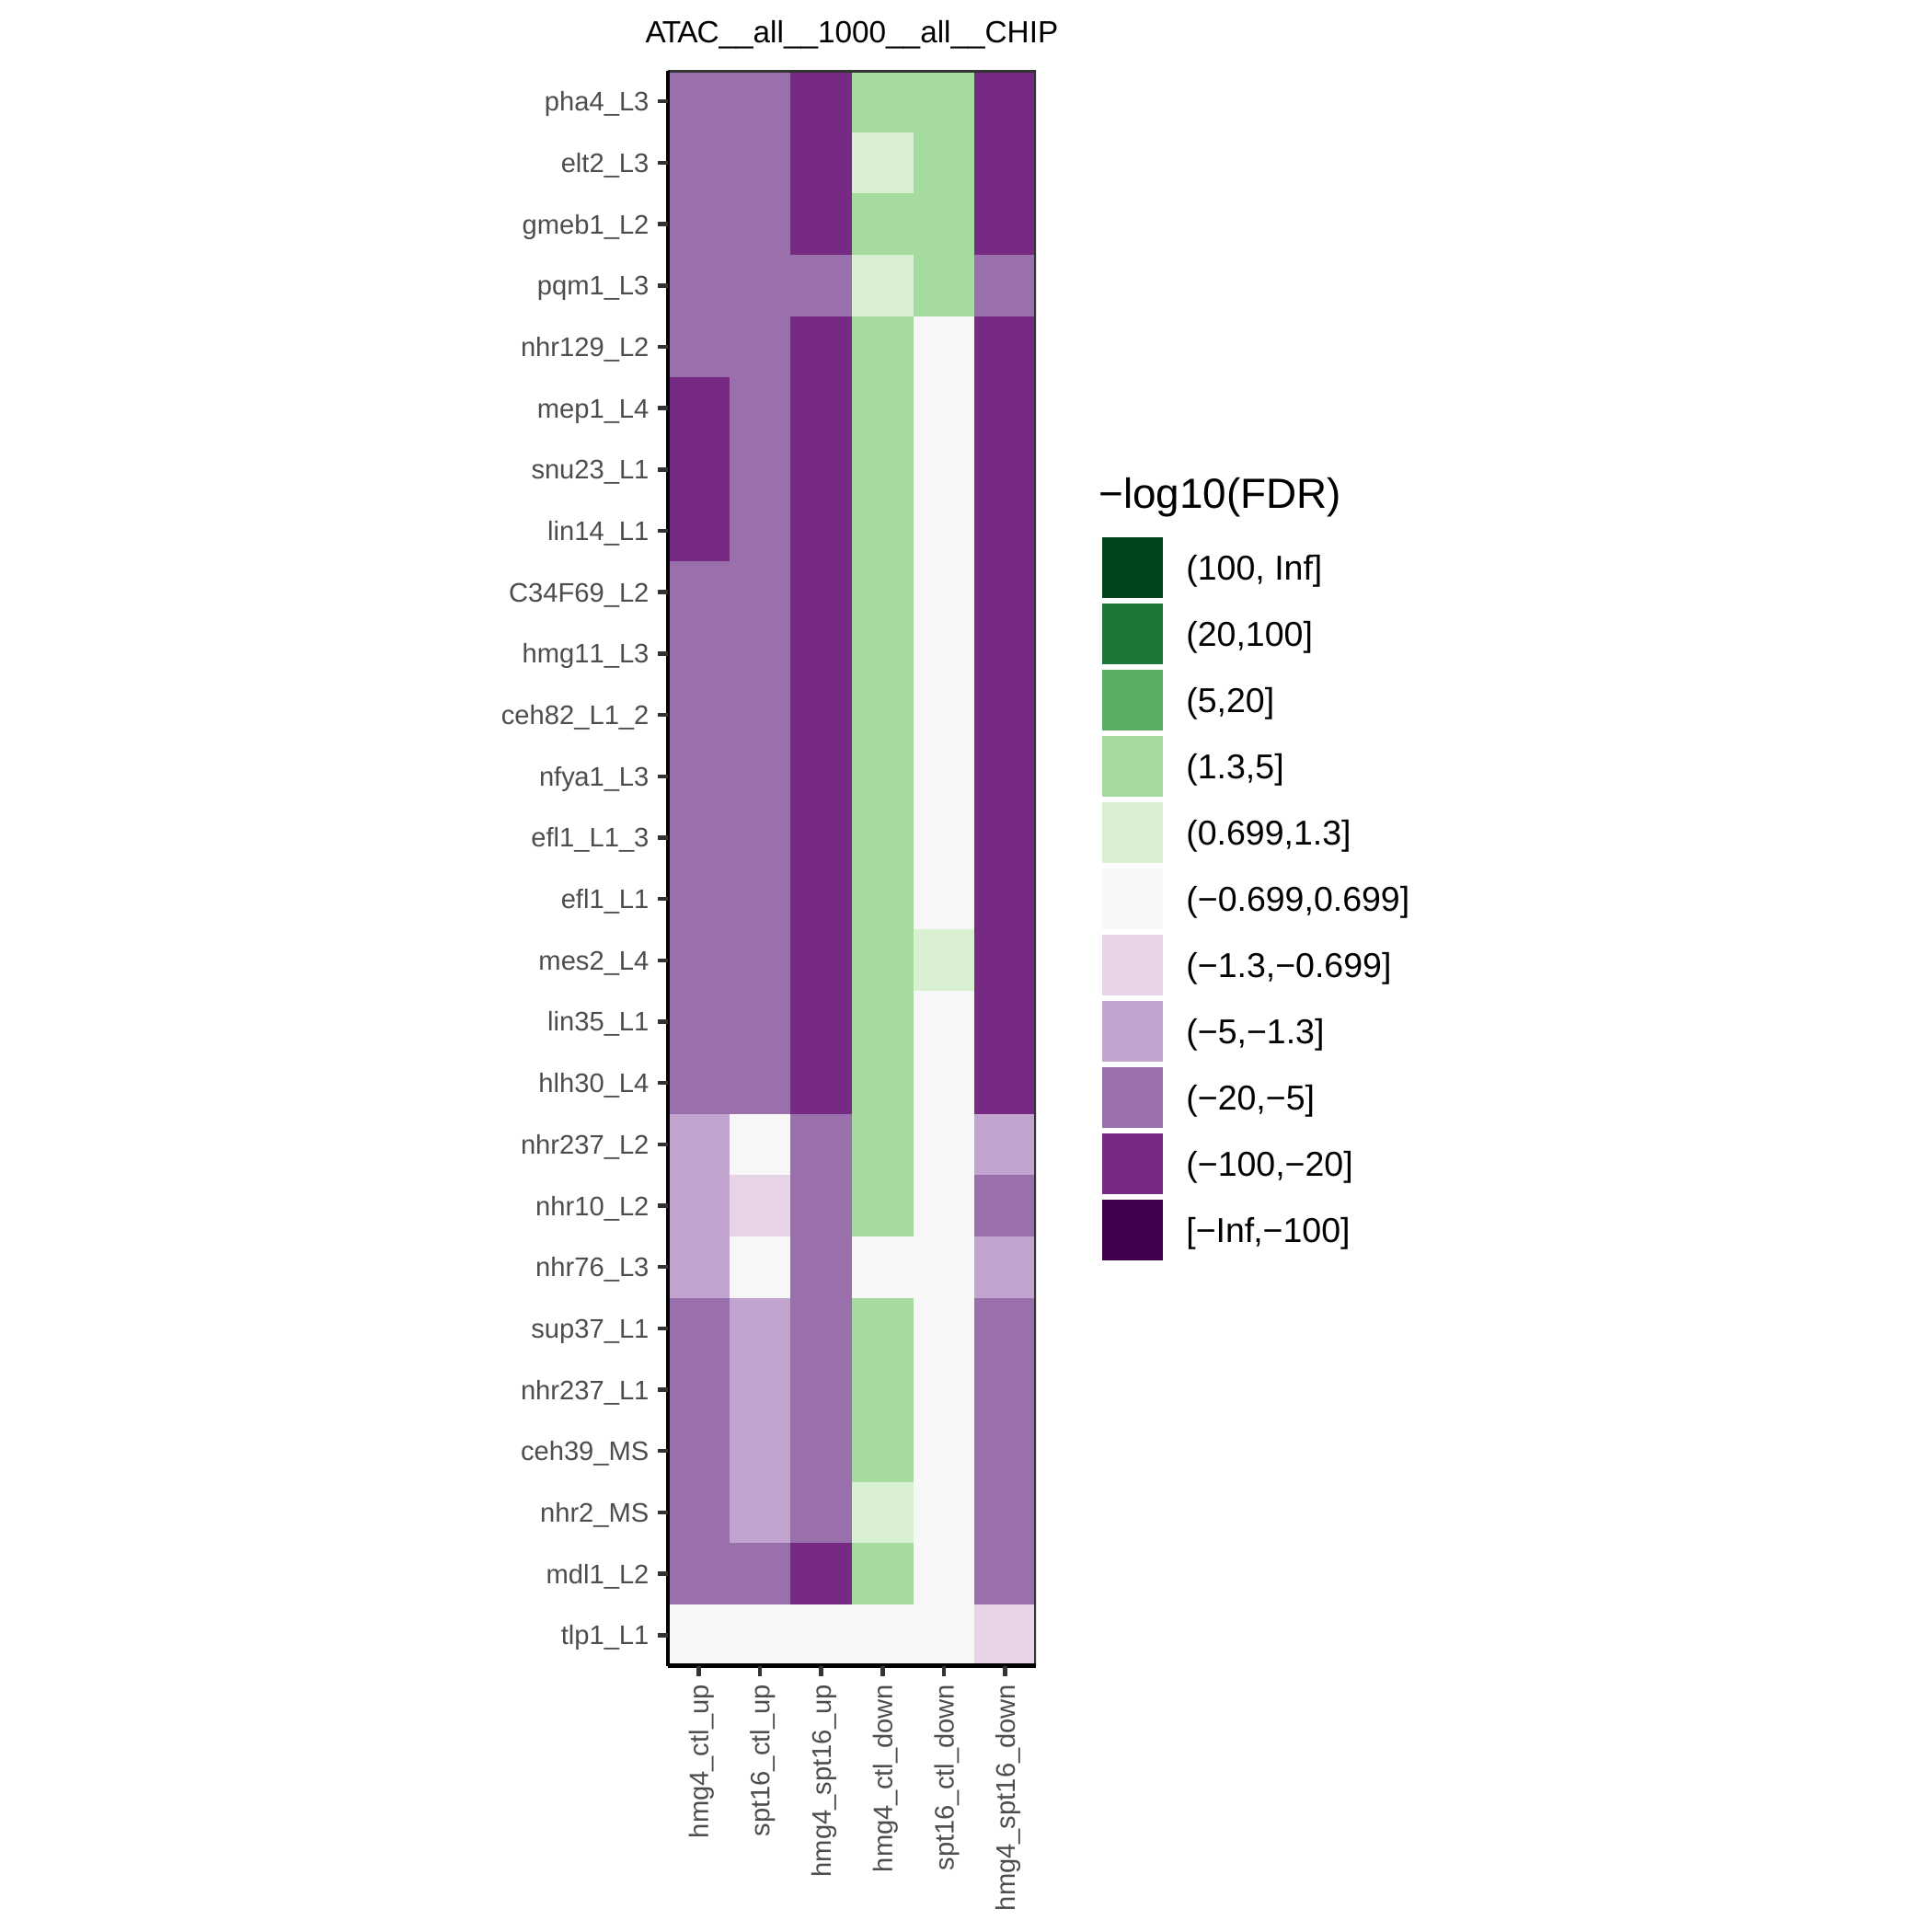 ATAC__all__1000__all__CHIP
pha4_L3
elt2_L3
gmeb1_L2
pqm1_L3
nhr129_L2
mep1_L4
snu23_L1
lin14_L1
C34F69_L2
hmg11_L3
ceh82_L1_2
nfya1_L3
efl1_L1_3
efl1_L1
mes2_L4
lin35_L1
hlh30_L4
nhr237_L2
nhr10_L2
nhr76_L3
sup37_L1
nhr237_L1
ceh39_MS
nhr2_MS
mdl1_L2
tlp1_L1
hmg4_ctl_up
spt16_ctl_up
hmg4_spt16_up
hmg4_ctl_down
spt16_ctl_down
hmg4_spt16_down
−log10(FDR)
(100, Inf]
(20,100]
(5,20]
(1.3,5]
(0.699,1.3]
(−0.699,0.699]
(−1.3,−0.699]
(−5,−1.3]
(−20,−5]
(−100,−20]
[−Inf,−100]